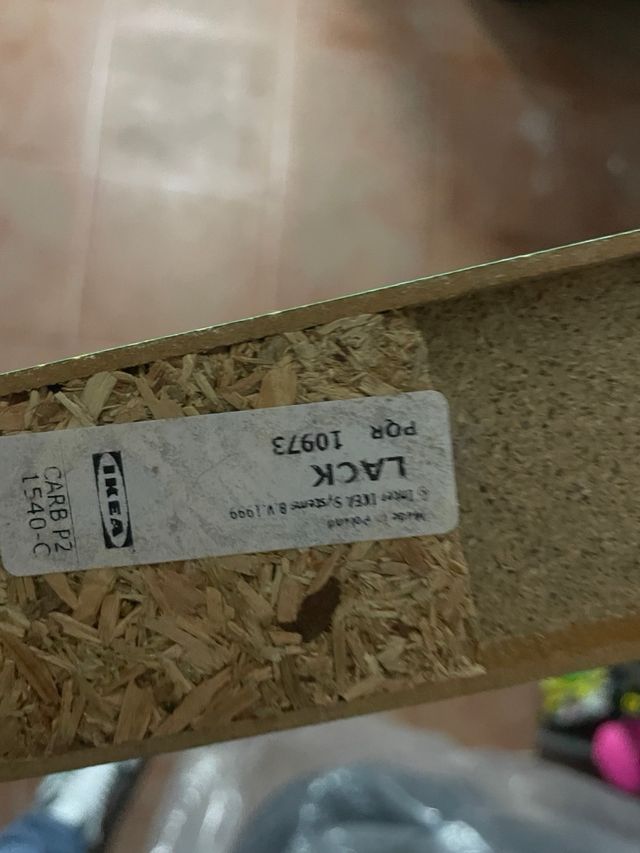 PQR 10973
LACK
© Inter IKEA Systems B.V. 1999
Made in Poland
IKEA
CARB P2
1540-C